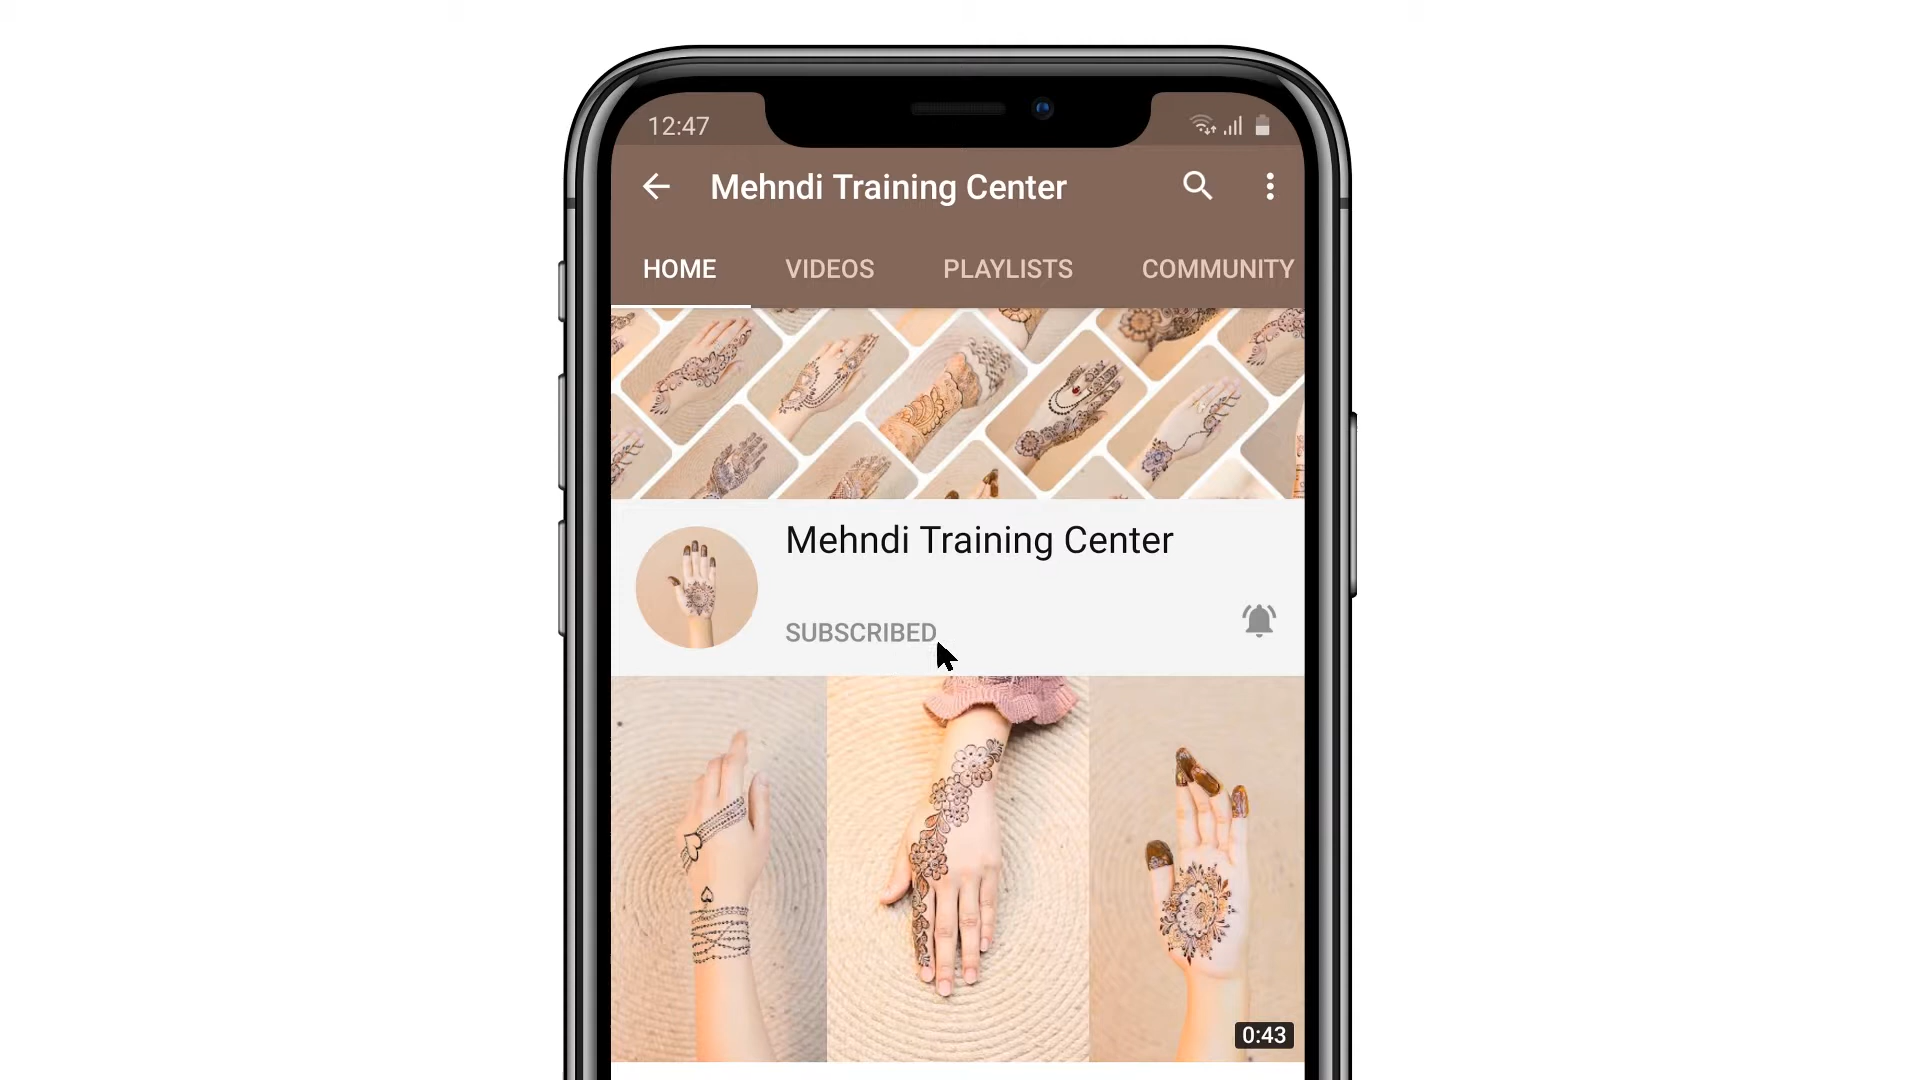 12:47
Mehndi Training Center
HOME VIDEOS PLAYLISTS COMMUNITY
Mehndi Training Center
SUBSCRIBED
0:43